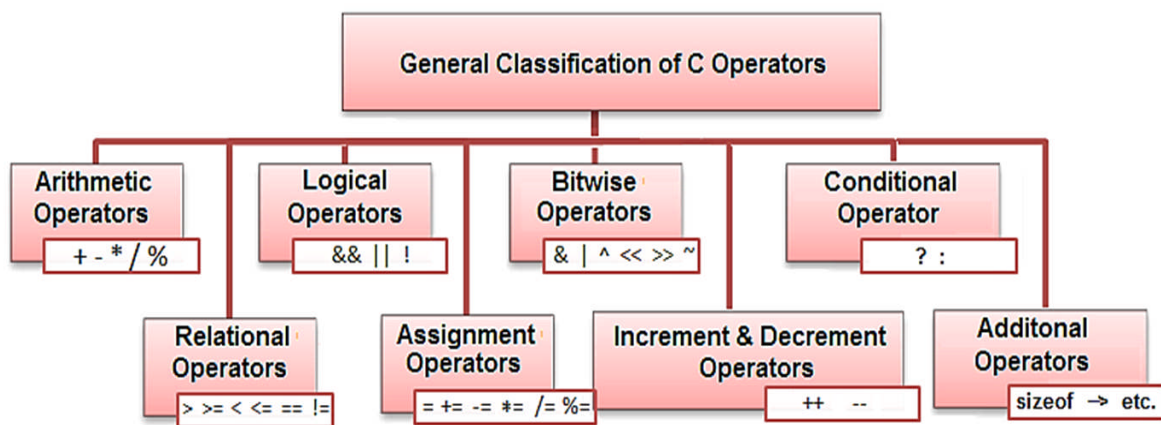 General Classification of C Operators
Arithmetic
Operators
+ - * / %
Logical
Operators
&& || !
Bitwise
Operators
& | ^ << >> ~
Conditional
Operator
? :
Relational
Operators
> >= < <= == !=
Assignment
Operators
= += -= *= /= %=
Increment & Decrement
Operators
++ --
Additonal
Operators
sizeof -> etc.